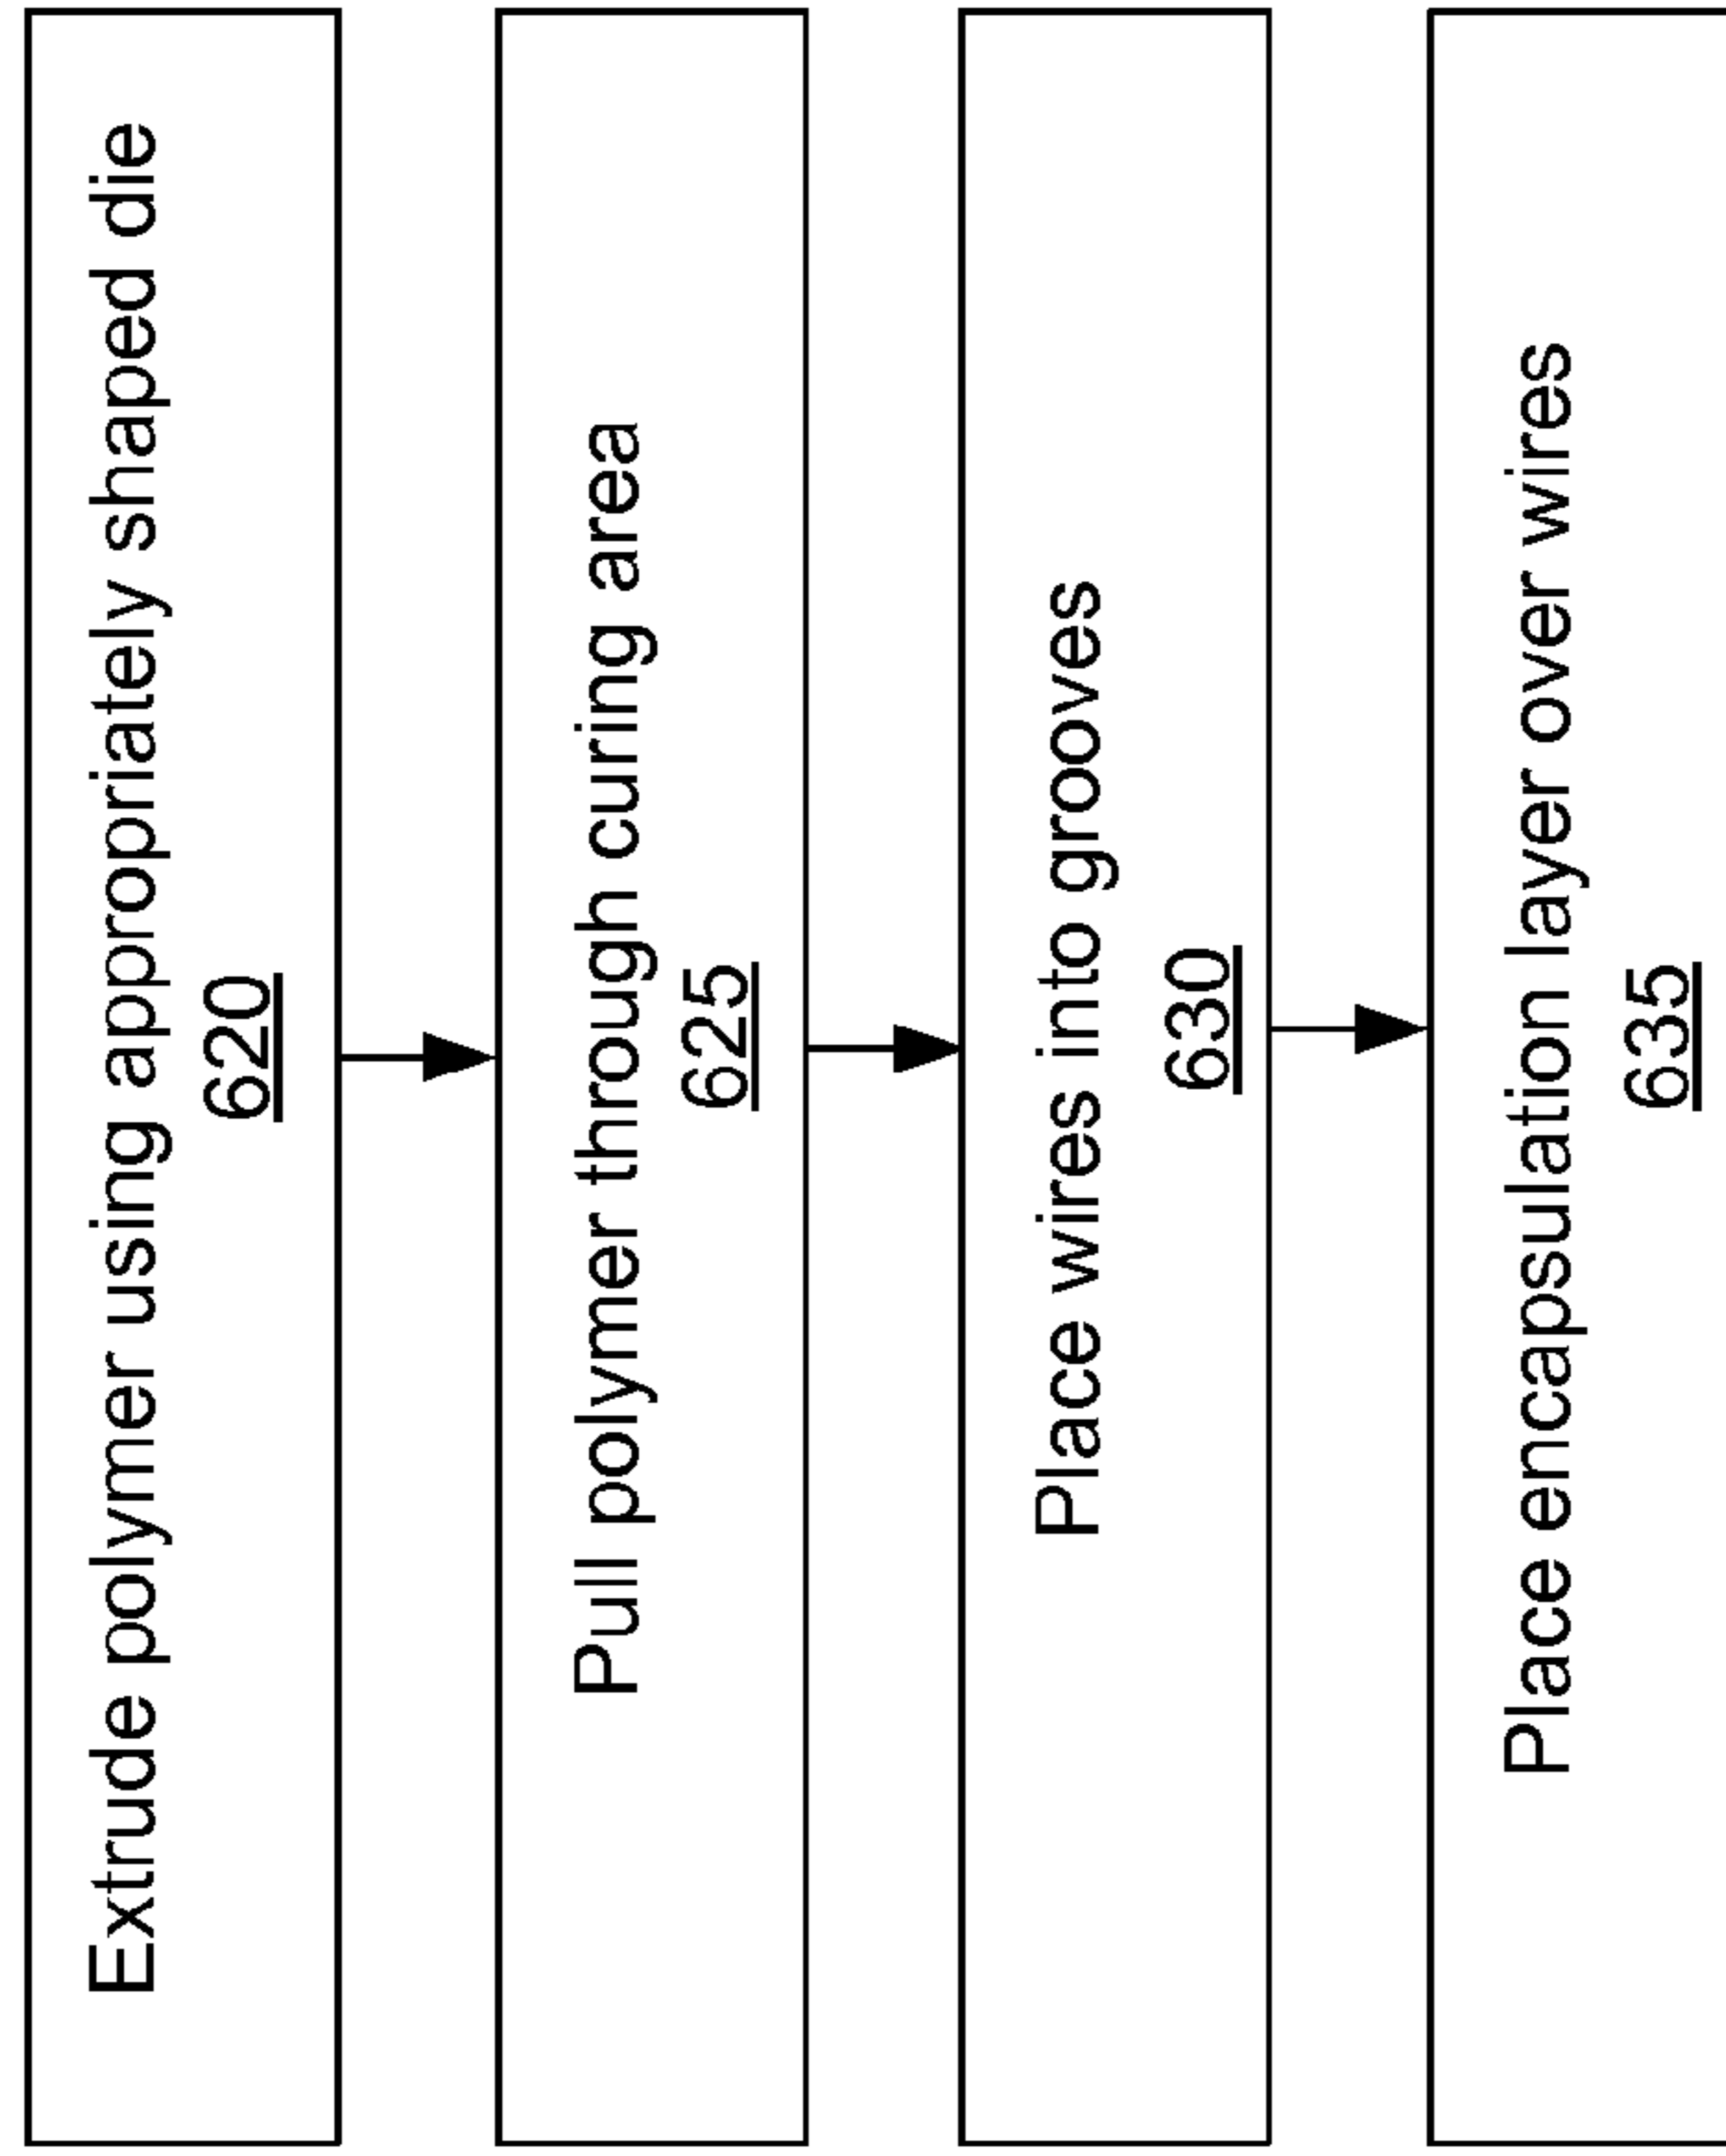 Extrude polymer using appropriately shaped die
620
Pull polymer through curing area
625
Place wires into grooves
630
Place encapsulation layer over wires
635